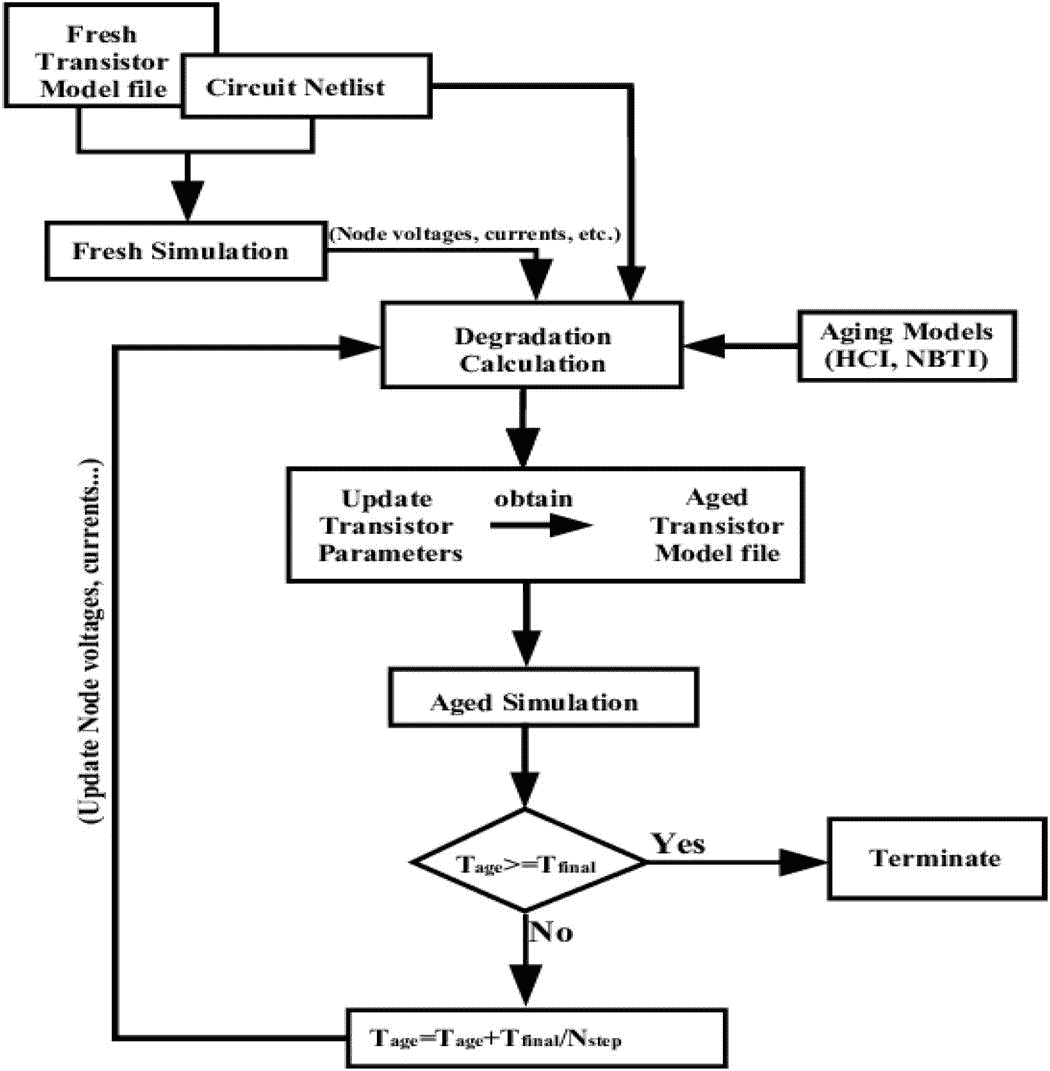 Fresh
Transistor
Model file
Circuit Netlist
Fresh Simulation
(Node voltages, currents, etc.)
Degradation
Calculation
Aging Models
(HCI, NBTI)
Update
Transistor
Parameters
obtain
Aged
Transistor
Model file
(Update Node voltages, currents...)
Aged Simulation
Tage>=Tfinal
Yes
Terminate
No
Tage=Tage+Tfinal/Nstep